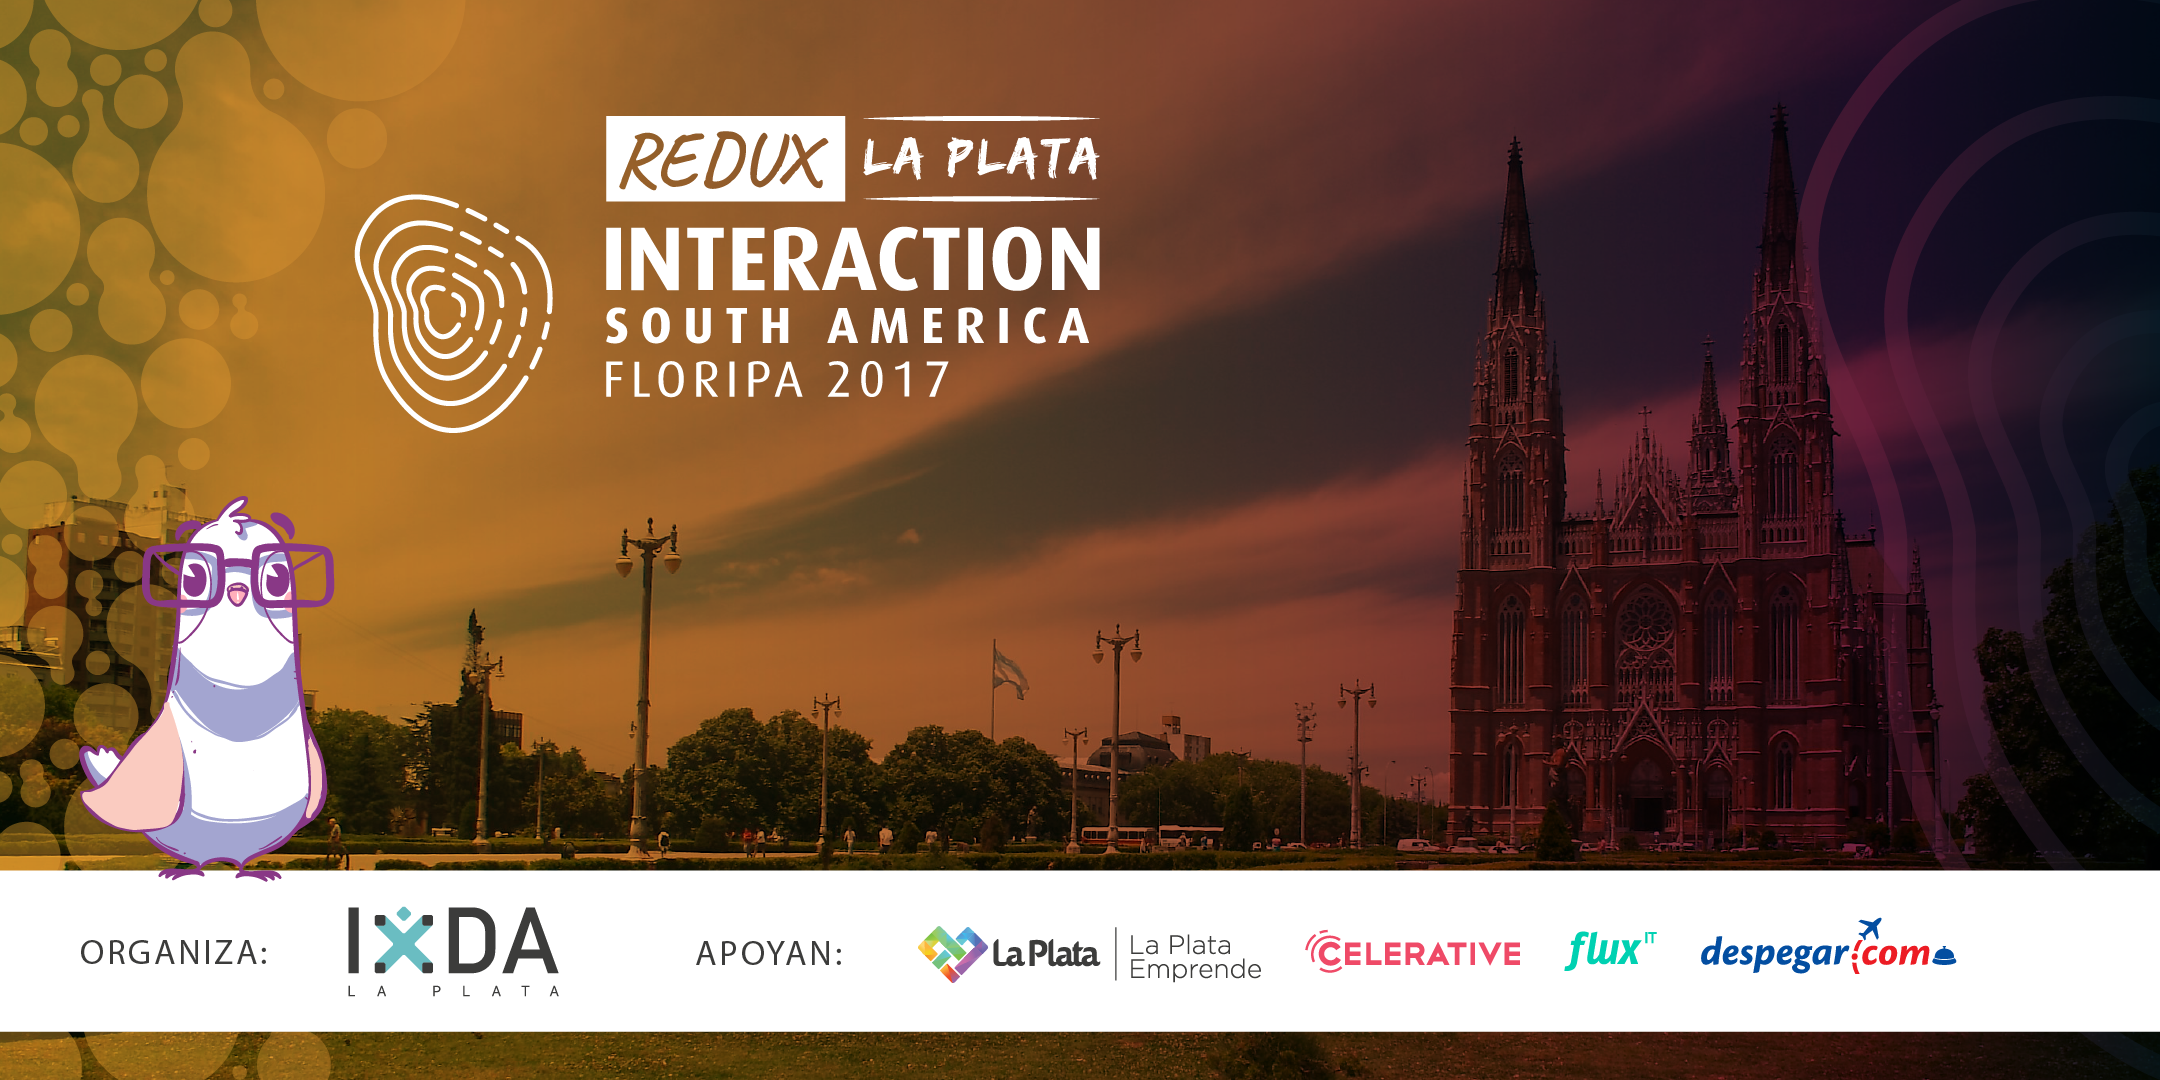 REDUX LA PLATA
INTERACTION
SOUTH AMERICA
FLORIPA 2017
ORGANIZA:
IXDA
LA PLATA
APOYAN:
La Plata
La Plata
Emprende
CELERATIVE
flux IT
despegar.com